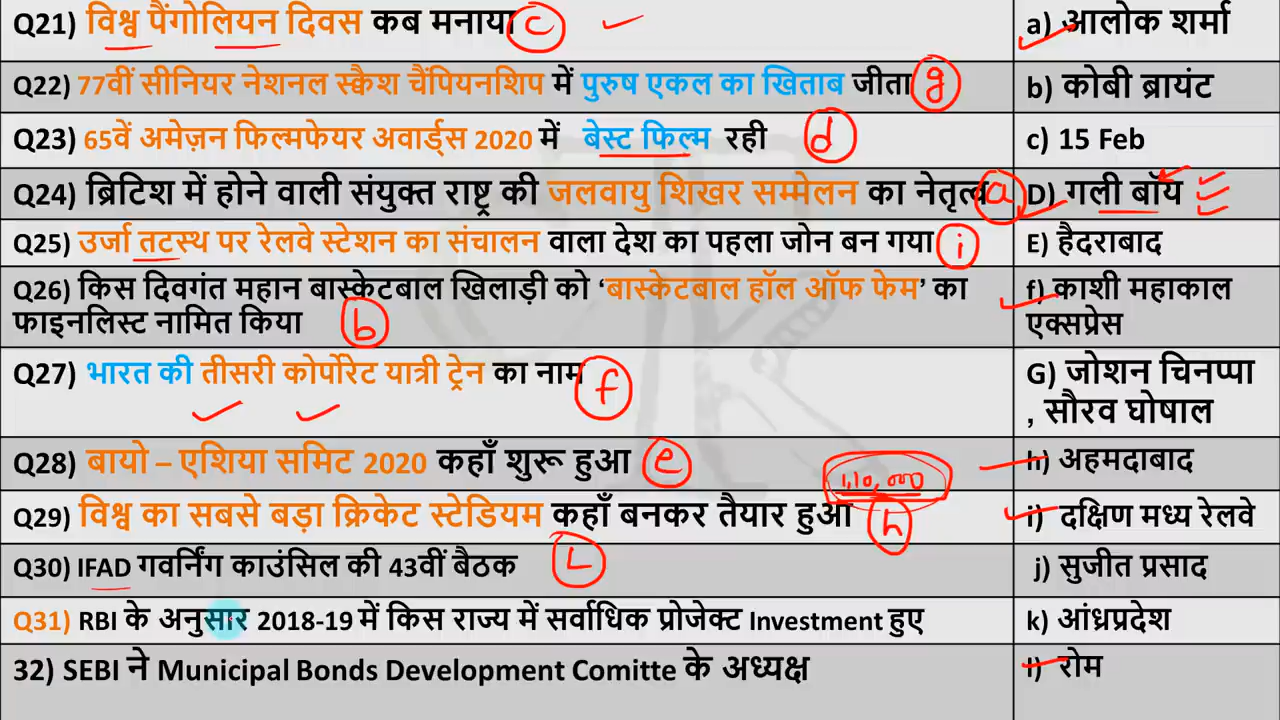 Q21) विश्व पैंगोलियन दिवस कब मनाया c
a) आलोक शर्मा
Q22) 77वीं सीनियर नेशनल स्क्वैश चैंपियनशिप में पुरुष एकल का खिताब जीता g
b) कोबी ब्रायंट
Q23) 65वें अमेज़न फिल्मफेयर अवार्ड्स 2020 में बेस्ट फिल्म रही d
c) 15 Feb
Q24) ब्रिटिश में होने वाली संयुक्त राष्ट्र की जलवायु शिखर सम्मेलन का नेतृत्व a
D) गली बॉय
Q25) उर्जा तटस्थ पर रेलवे स्टेशन का संचालन वाला देश का पहला जोन बन गया i
E) हैदराबाद
Q26) किस दिवगंत महान बास्केटबाल खिलाड़ी को ‘बास्केटबाल हॉल ऑफ फेम’ का
फाइनलिस्ट नामित किया b
f) काशी महाकाल
एक्सप्रेस
Q27) भारत की तीसरी कोर्पोरेट यात्री ट्रेन का नाम f
G) जोशन चिनप्पा
, सौरव घोषाल
Q28) बायो – एशिया समिट 2020 कहाँ शुरू हुआ e
h) अहमदाबाद
1,10,000
Q29) विश्व का सबसे बड़ा क्रिकेट स्टेडियम कहाँ बनकर तैयार हुआ h
i) दक्षिण मध्य रेलवे
Q30) IFAD गवर्निंग काउंसिल की 43वीं बैठक L
j) सुजीत प्रसाद
Q31) RBI के अनुसार 2018-19 में किस राज्य में सर्वाधिक प्रोजेक्ट Investment हुए
k) आंध्रप्रदेश
32) SEBI ने Municipal Bonds Development Comitte के अध्यक्ष
l) रोम